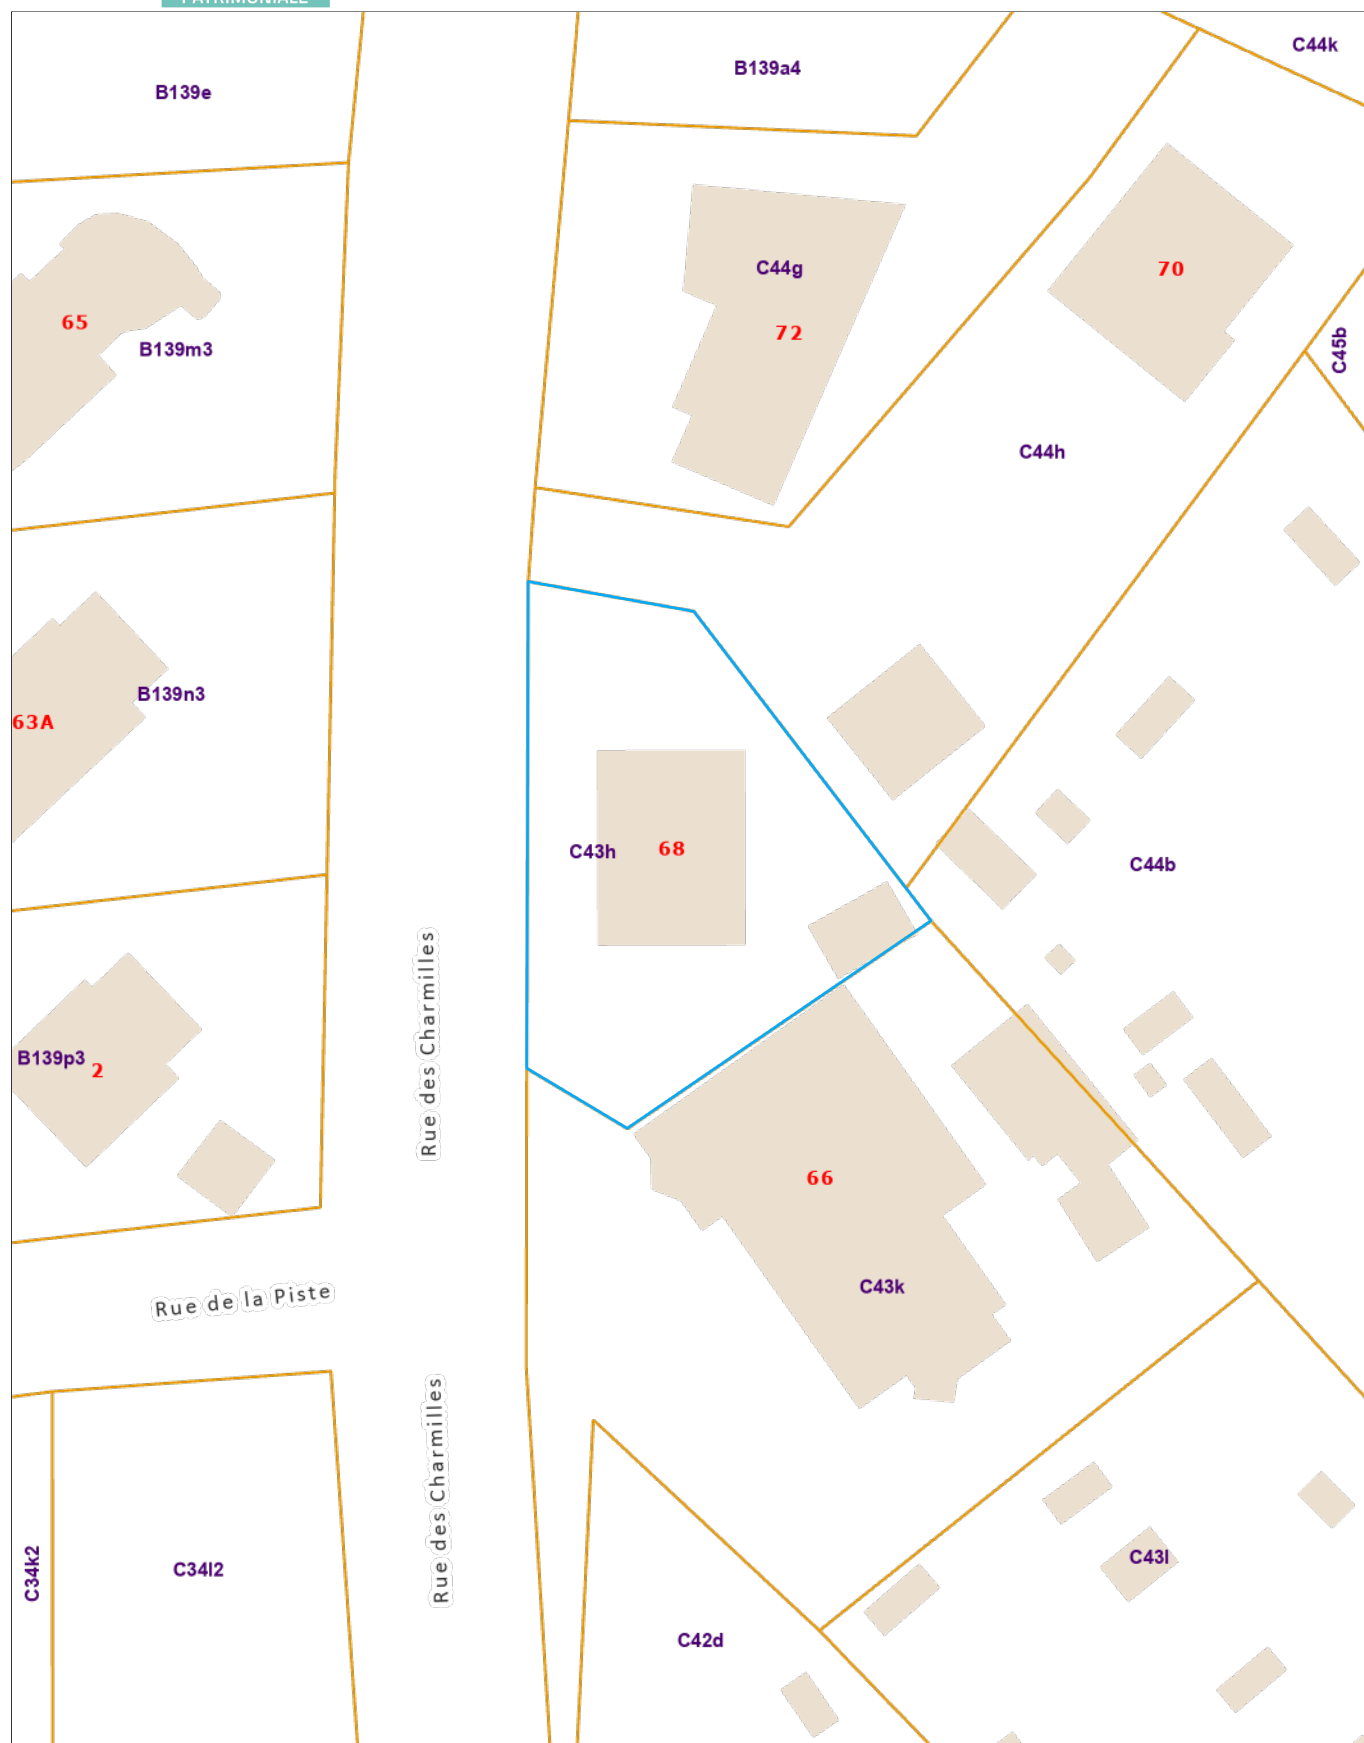 PATRIMONIALE
C44k
B139a4
B139e
C44g
70
65
72
B139m3
C45b
C44h
B139n3
63A
68
C43h
C44b
Rue des Charmilles
B139p3
2
66
C43k
Rue de la Piste
Rue des Charmilles
C43l
C34k2
C34l2
C42d